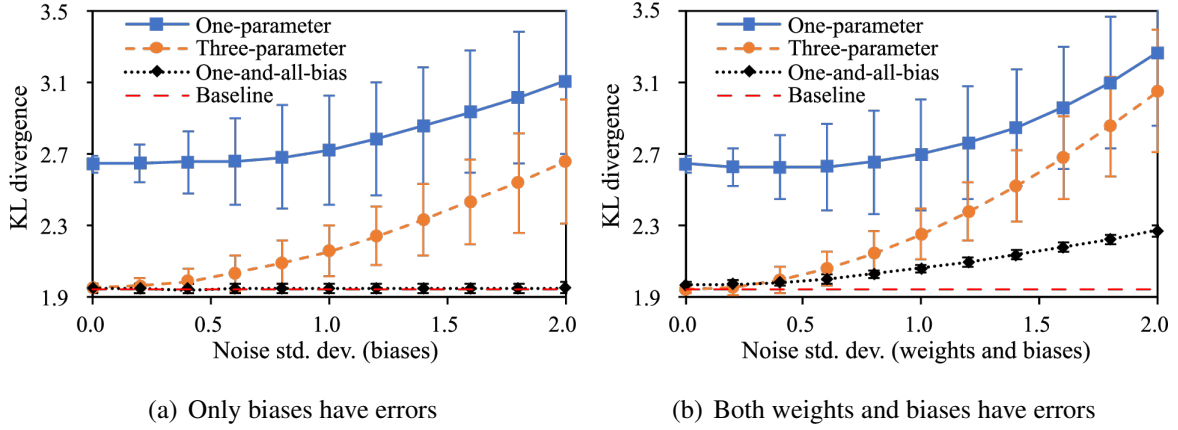 3.5
3.1
2.7
2.3
1.9
KL divergence
One-parameter
Three-parameter
One-and-all-bias
Baseline
0.0 0.5 1.0 1.5 2.0
Noise std. dev. (biases)
(a) Only biases have errors
3.5
3.1
2.7
2.3
1.9
KL divergence
One-parameter
Three-parameter
One-and-all-bias
Baseline
0.0 0.5 1.0 1.5 2.0
Noise std. dev. (weights and biases)
(b) Both weights and biases have errors